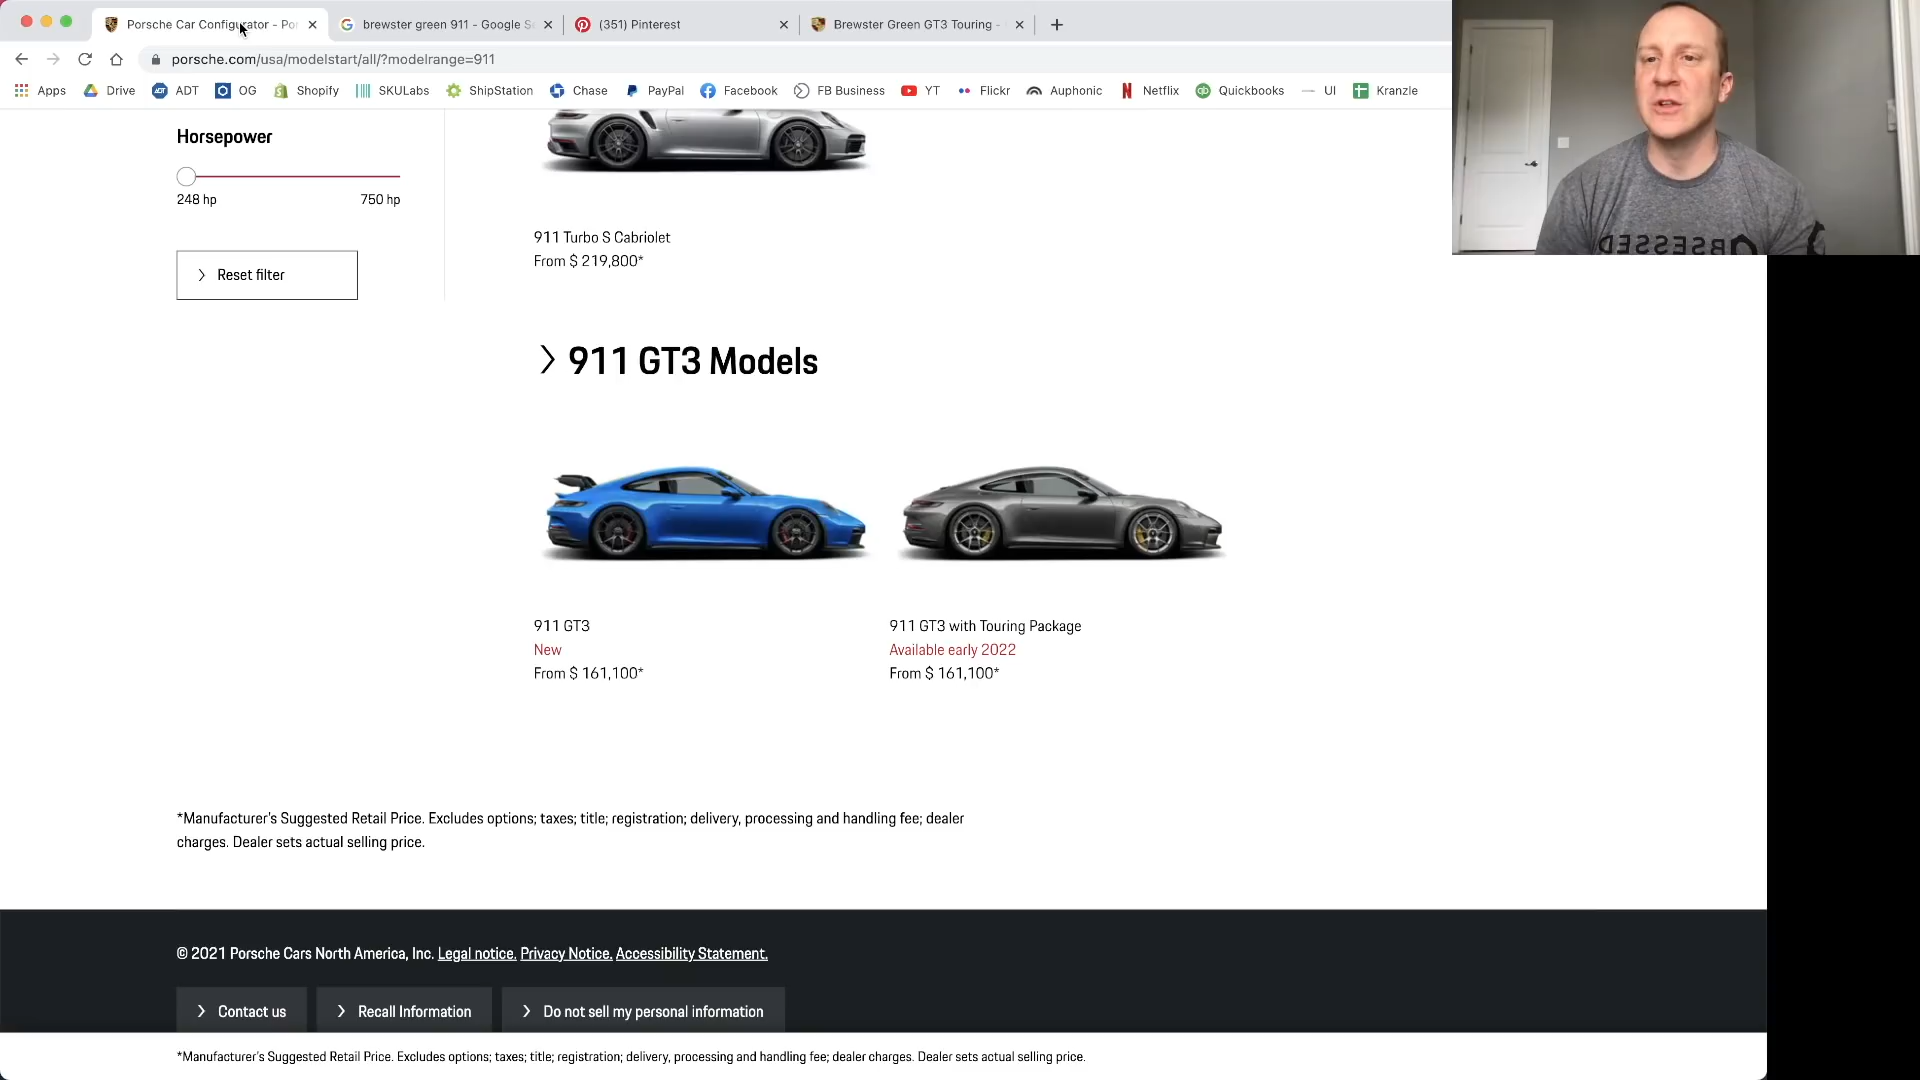 Porsche Car Configurator - Por
brewster green 911 - Google Se
(351) Pinterest
Brewster Green GT3 Touring -
porsche.com/usa/modelstart/all/?modelrange=911
Apps
Drive
ADT
OG
Shopify
SKULabs
ShipStation
Chase
PayPal
Facebook
FB Business
YT
Flickr
Auphonic
Netflix
Quickbooks
UI
Kranzle
OBSESSED
Horsepower
248 hp
750 hp
Reset filter
911 Turbo S Cabriolet
From $ 219,800*
911 GT3 Models
911 GT3
New
From $ 161,100*
911 GT3 with Touring Package
Available early 2022
From $ 161,100*
*Manufacturer's Suggested Retail Price. Excludes options; taxes; title; registration; delivery, processing and handling fee; dealer
charges. Dealer sets actual selling price.
© 2021 Porsche Cars North America, Inc. Legal notice. Privacy Notice. Accessibility Statement.
Contact us
Recall Information
Do not sell my personal information
*Manufacturer's Suggested Retail Price. Excludes options; taxes; title; registration; delivery, processing and handling fee; dealer charges. Dealer sets actual selling price.